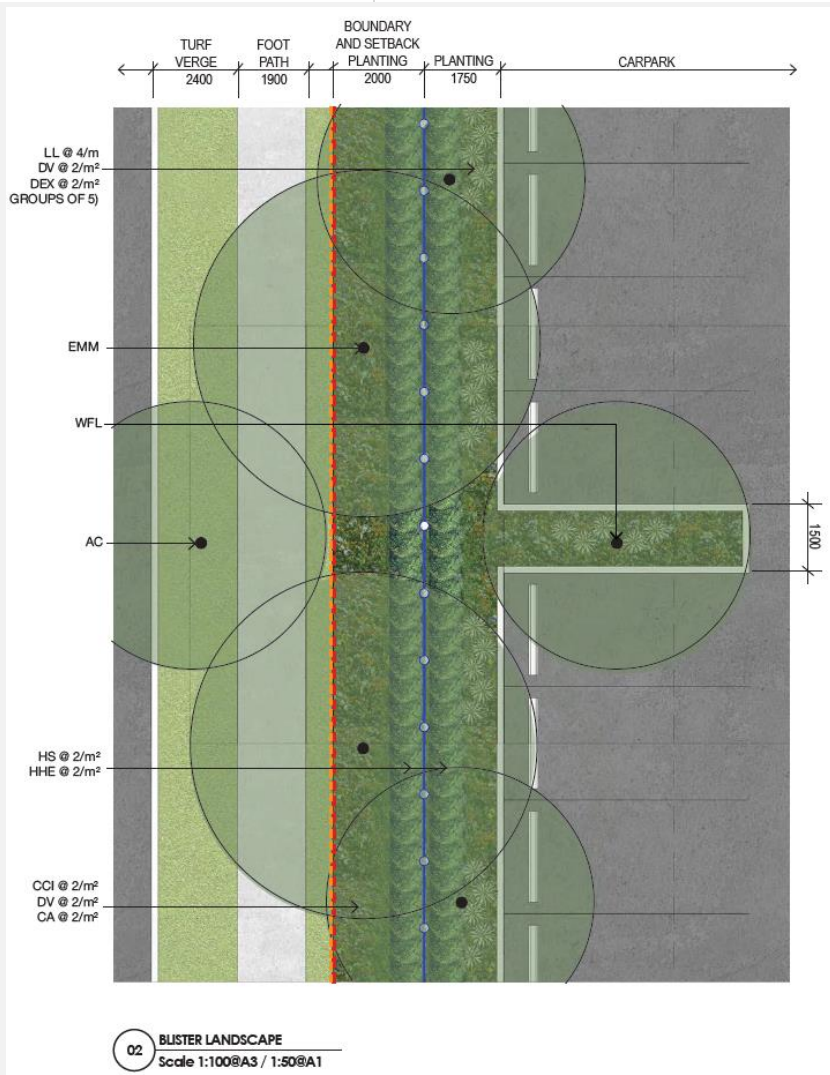 TURF
VERGE
2400
FOOT
PATH
1900
BOUNDARY
AND SETBACK
PLANTING
2000
PLANTING
1750
CARPARK
LL @ 4/m
DV @ 2/m²
DEX @ 2/m²
GROUPS OF 5)
EMM
WFL
AC
1500
HS @ 2/m²
HHE @ 2/m²
CCI @ 2/m²
DV @ 2/m²
CA @ 2/m²
02
BLISTER LANDSCAPE
Scale 1:100@A3 / 1:50@A1